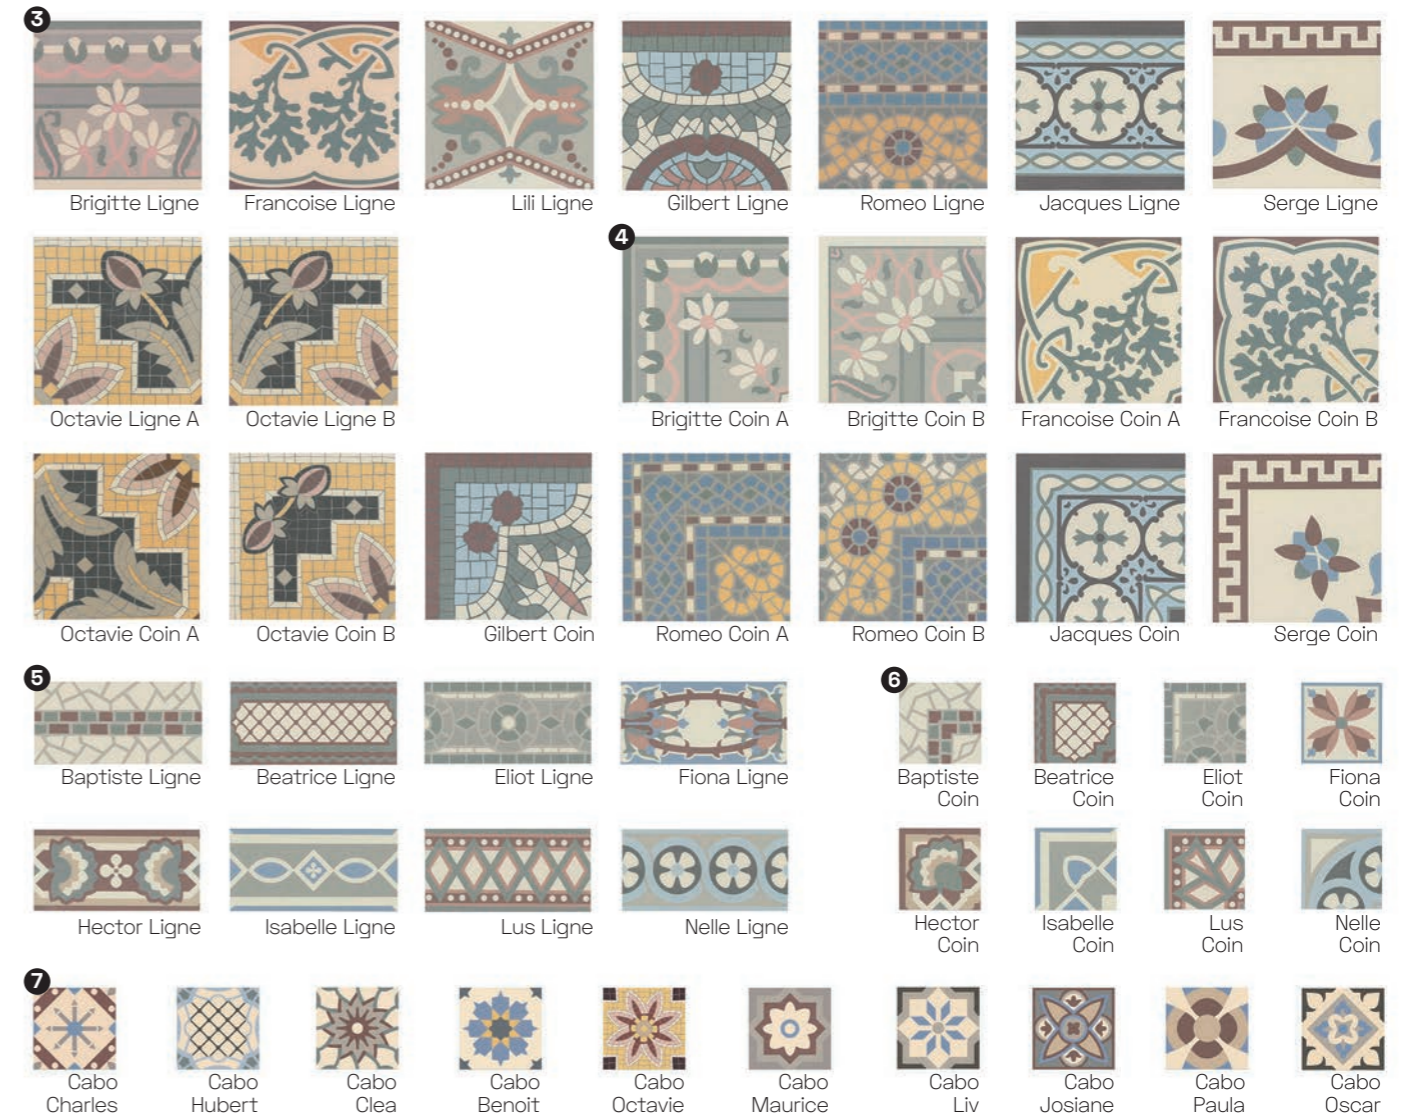 3
Brigitte Ligne
Francoise Ligne
Lili Ligne
Gilbert Ligne
Romeo Ligne
Jacques Ligne
Serge Ligne
4
Octavie Ligne A
Octavie Ligne B
Brigitte Coin A
Brigitte Coin B
Francoise Coin A
Francoise Coin B
Octavie Coin A
Octavie Coin B
Gilbert Coin
Romeo Coin A
Romeo Coin B
Jacques Coin
Serge Coin
5
Baptiste Ligne
Beatrice Ligne
Eliot Ligne
Fiona Ligne
6
Baptiste
Coin
Beatrice
Coin
Eliot
Coin
Fiona
Coin
Hector Ligne
Isabelle Ligne
Lus Ligne
Nelle Ligne
Hector
Coin
Isabelle
Coin
Lus
Coin
Nelle
Coin
7
Cabo
Charles
Cabo
Hubert
Cabo
Clea
Cabo
Benoit
Cabo
Octavie
Cabo
Maurice
Cabo
Liv
Cabo
Josiane
Cabo
Paula
Cabo
Oscar